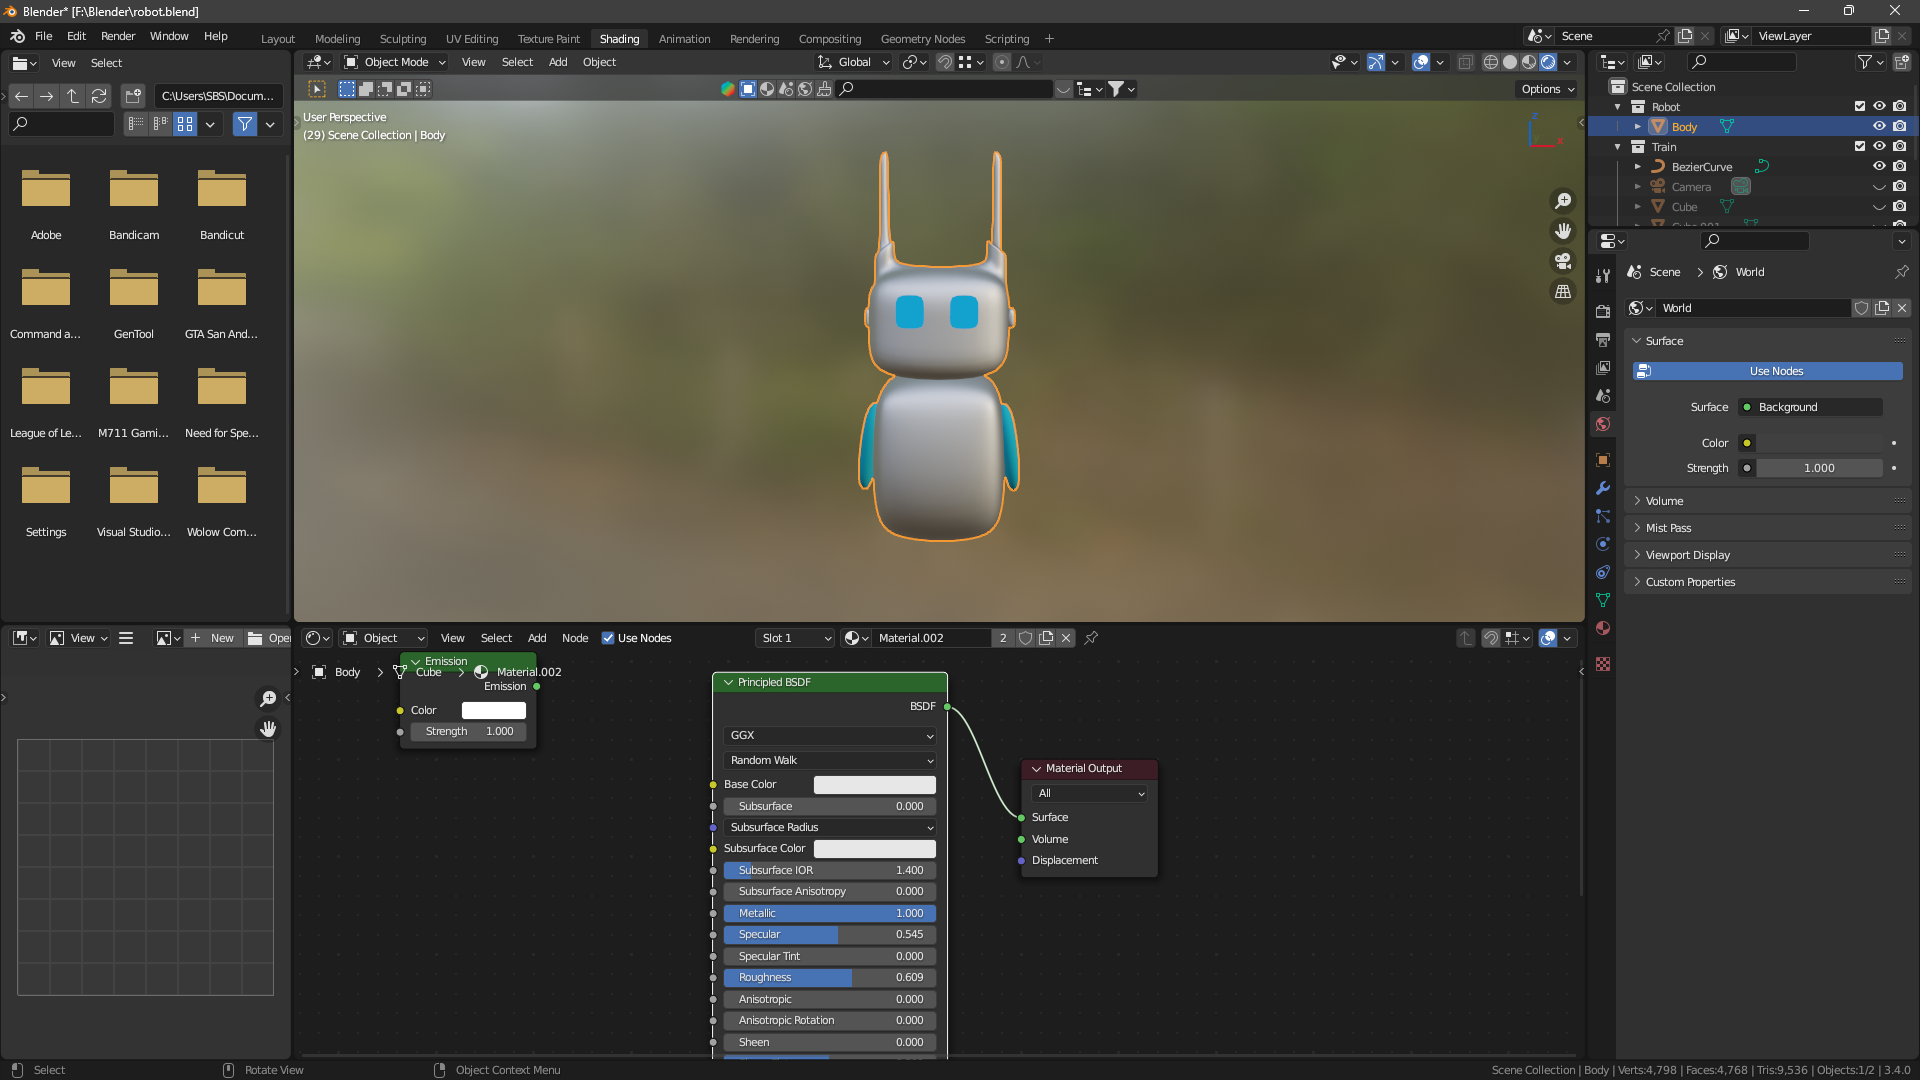 Blender* [F:\Blender\robot.blend]
File Edit Render Window Help
Layout Modeling Sculpting UV Editing Texture Paint Shading Animation Rendering Compositing Geometry Nodes Scripting
Scene
ViewLayer
View Select
Object Mode View Select Add Object
Global
C:\Users\SBS\Docum...
Options
User Perspective
(29) Scene Collection | Body
Z
X
Adobe Bandicam Bandicut
Command a... GenTool GTA San And...
League of Le... M711 Gami... Need for Spe...
Settings Visual Studio... Wolow Com...
Scene Collection
Robot
Body
Train
BezierCurve
Camera
Cube
Scene > World
World
Surface
Use Nodes
Surface Background
Color
Strength 1.000
Volume
Mist Pass
Viewport Display
Custom Properties
View New Open
Object View Select Add Node Use Nodes
Slot 1
Material.002 2
Body > Cube > Material.002
Emission
Emission
Color
Strength 1.000
Principled BSDF
BSDF
GGX
Random Walk
Base Color
Subsurface 0.000
Subsurface Radius
Subsurface Color
Subsurface IOR 1.400
Subsurface Anisotropy 0.000
Metallic 1.000
Specular 0.545
Specular Tint 0.000
Roughness 0.609
Anisotropic 0.000
Anisotropic Rotation 0.000
Sheen 0.000
Material Output
All
Surface
Volume
Displacement
Select Rotate View Object Context Menu
Scene Collection | Body | Verts:4,798 | Faces:4,768 | Tris:9,536 | Objects:1/2 | 3.4.0